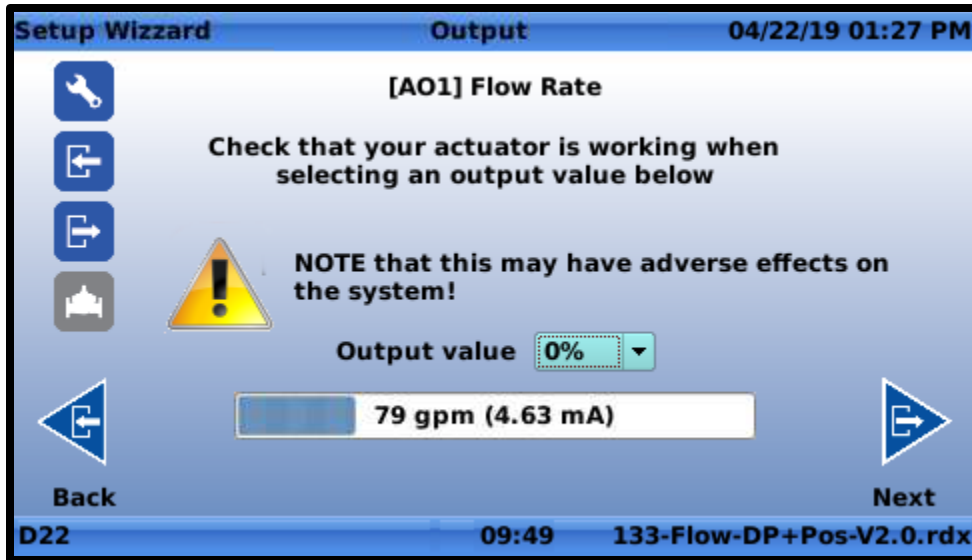 Setup Wizzard Output 04/22/19 01:27 PM
[AO1] Flow Rate
Check that your actuator is working when
selecting an output value below
NOTE that this may have adverse effects on
the system!
Output value 0%
79 gpm (4.63 mA)
Back Next
D22 09:49 133-Flow-DP+Pos-V2.0.rdx